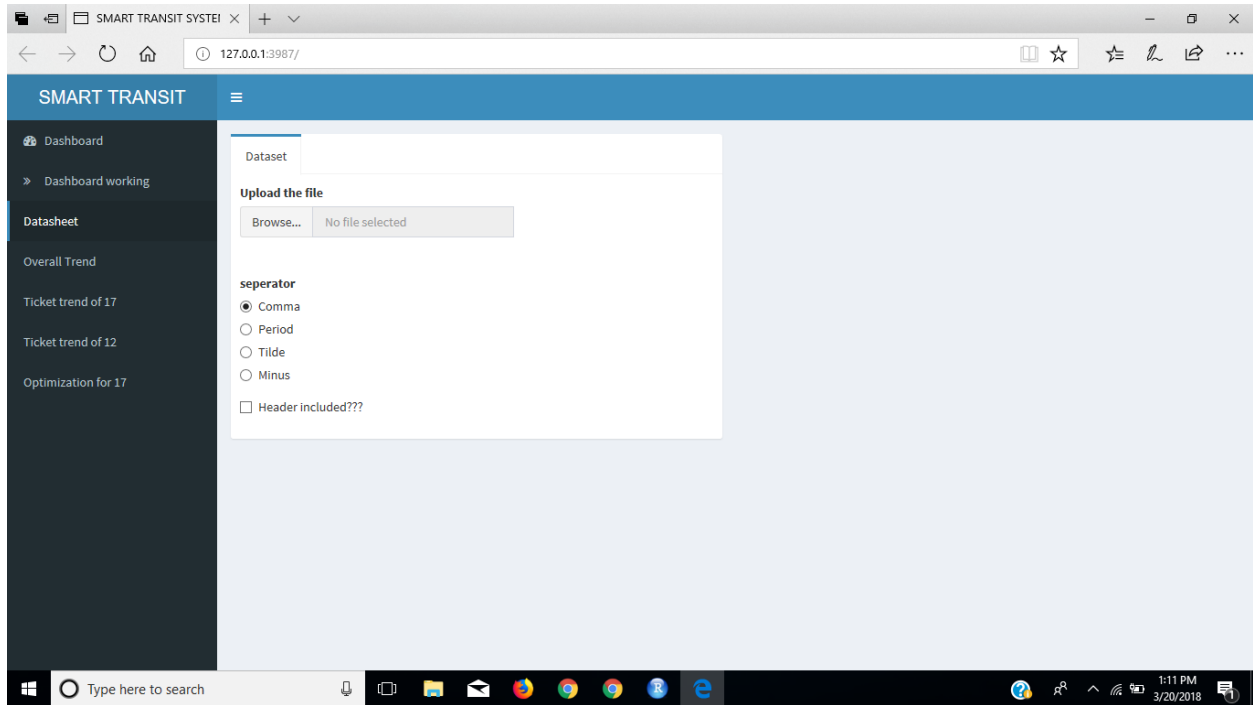 SMART TRANSIT SYSTEI
127.0.0.1:3987/
SMART TRANSIT
Dashboard
Dashboard working
Datasheet
Overall Trend
Ticket trend of 17
Ticket trend of 12
Optimization for 17
Dataset
Upload the file
Browse... No file selected
seperator
Comma
Period
Tilde
Minus
Header included???
Type here to search
R
1:11 PM
3/20/2018
1